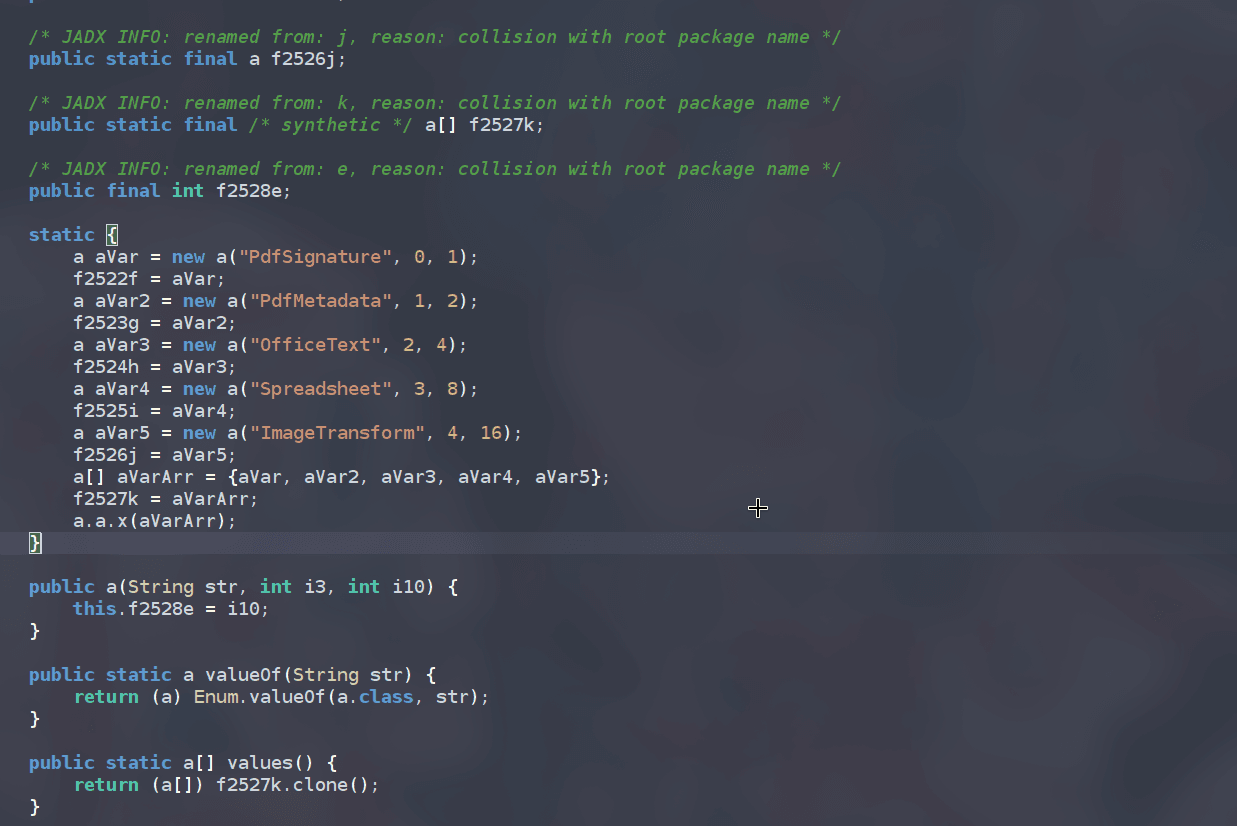 /* JADX INFO: renamed from: j, reason: collision with root package name */
public static final a f2526j;
/* JADX INFO: renamed from: k, reason: collision with root package name */
public static final /* synthetic */ a[] f2527k;
/* JADX INFO: renamed from: e, reason: collision with root package name */
public final int f2528e;
static {
    a aVar = new a("PdfSignature", 0, 1);
    f2522f = aVar;
    a aVar2 = new a("PdfMetadata", 1, 2);
    f2523g = aVar2;
    a aVar3 = new a("OfficeText", 2, 4);
    f2524h = aVar3;
    a aVar4 = new a("Spreadsheet", 3, 8);
    f2525i = aVar4;
    a aVar5 = new a("ImageTransform", 4, 16);
    f2526j = aVar5;
    a[] aVarArr = {aVar, aVar2, aVar3, aVar4, aVar5};
    f2527k = aVarArr;
    a.a.x(aVarArr);
}
public a(String str, int i3, int i10) {
    this.f2528e = i10;
}
public static a valueOf(String str) {
    return (a) Enum.valueOf(a.class, str);
}
public static a[] values() {
    return (a[]) f2527k.clone();
}